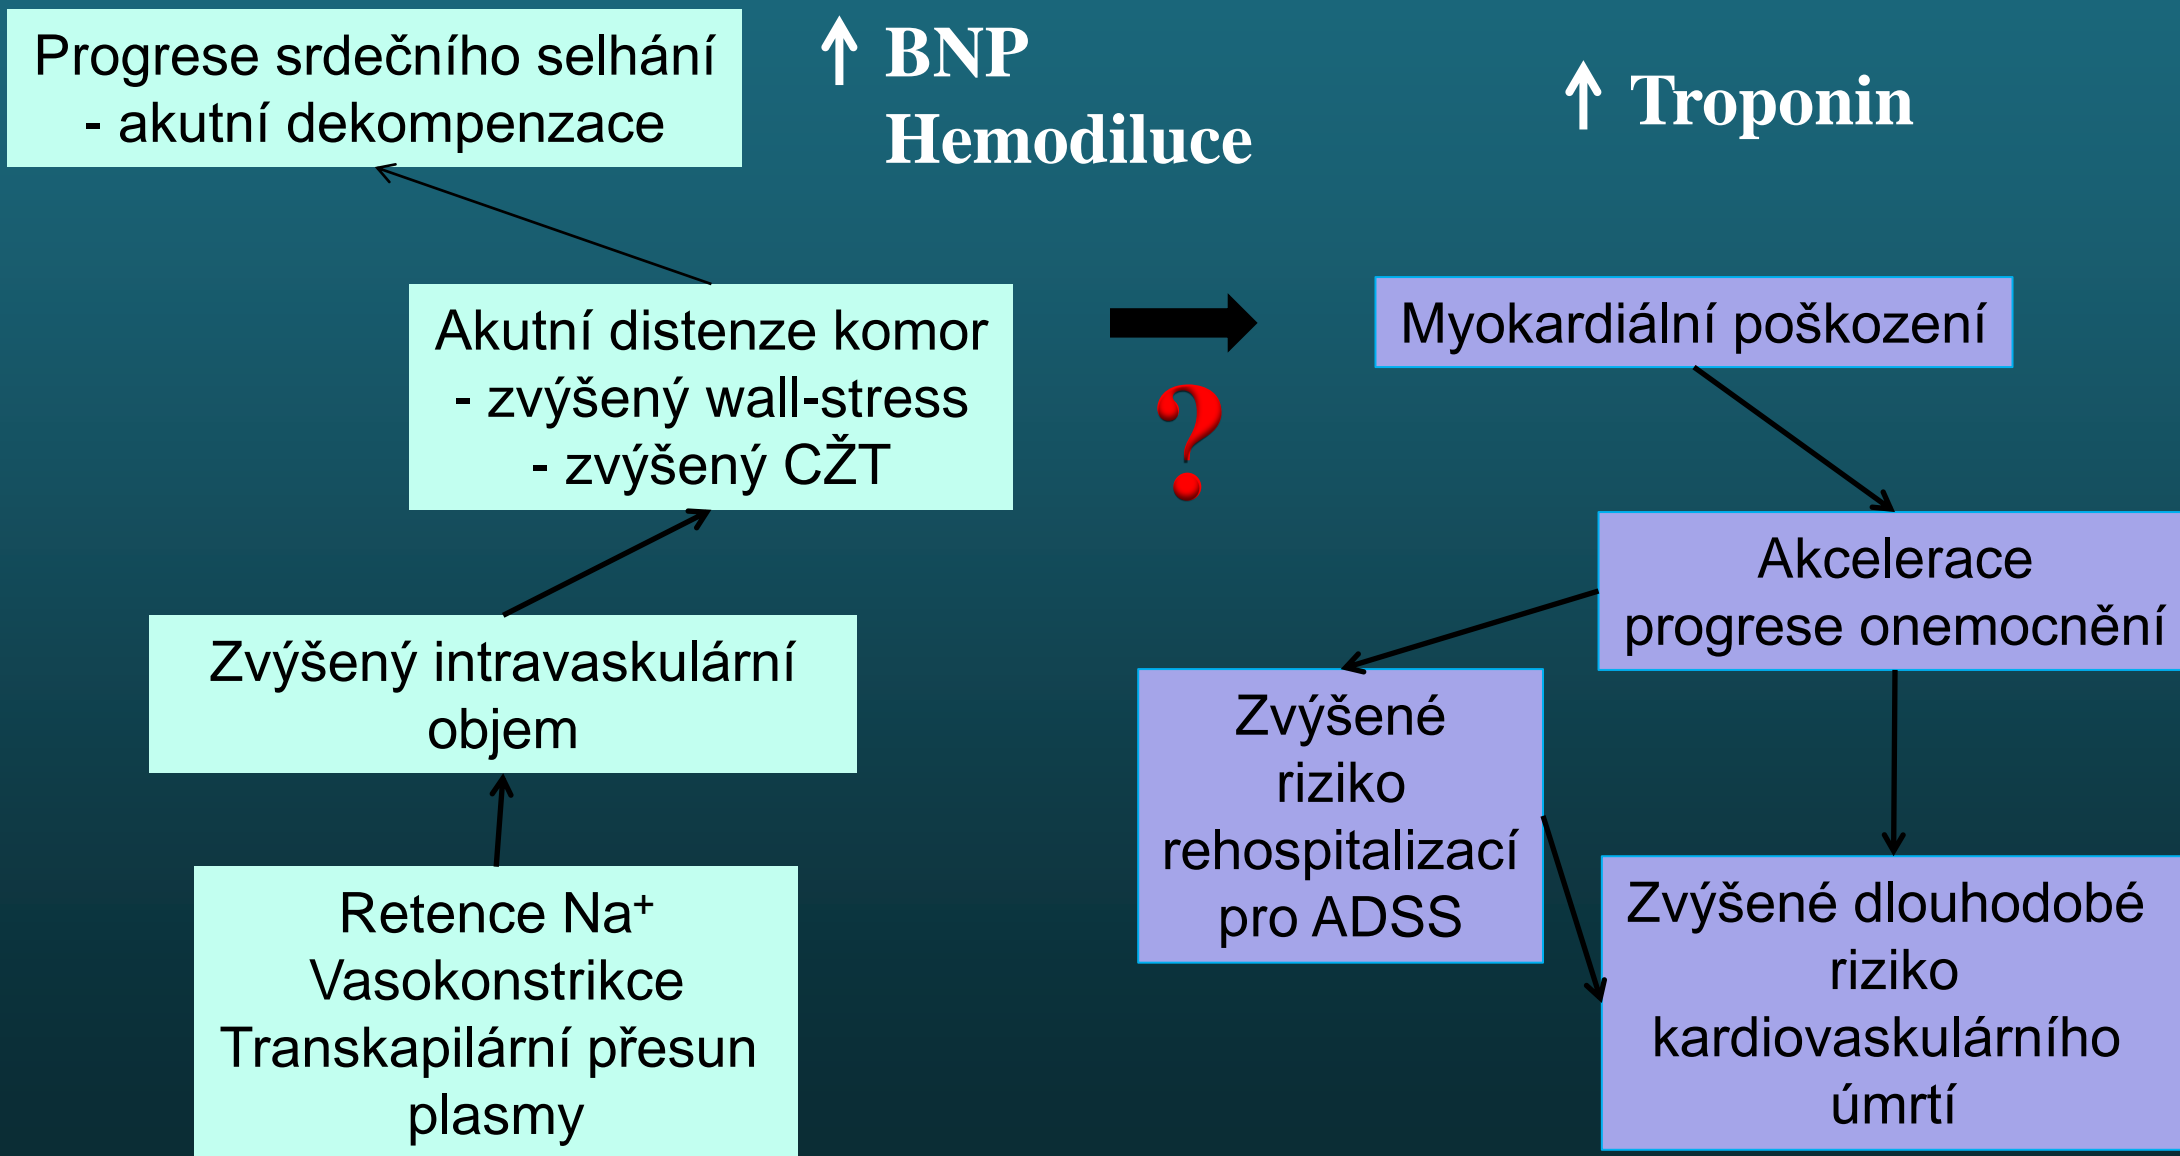 Progrese srdečního selhání
- akutní dekompenzace
↑ BNP
Hemodiluce
↑ Troponin
Akutní distenze komor
- zvýšený wall-stress
- zvýšený CŽT
?
Myokardiální poškození
Akcelerace
progrese onemocnění
Zvýšený intravaskulární
objem
Zvýšené
riziko
rehospitalizací
pro ADSS
Retence Na⁺
Vasokonstrikce
Transkapilární přesun
plasmy
Zvýšené dlouhodobé
riziko
kardiovaskulárního
úmrtí